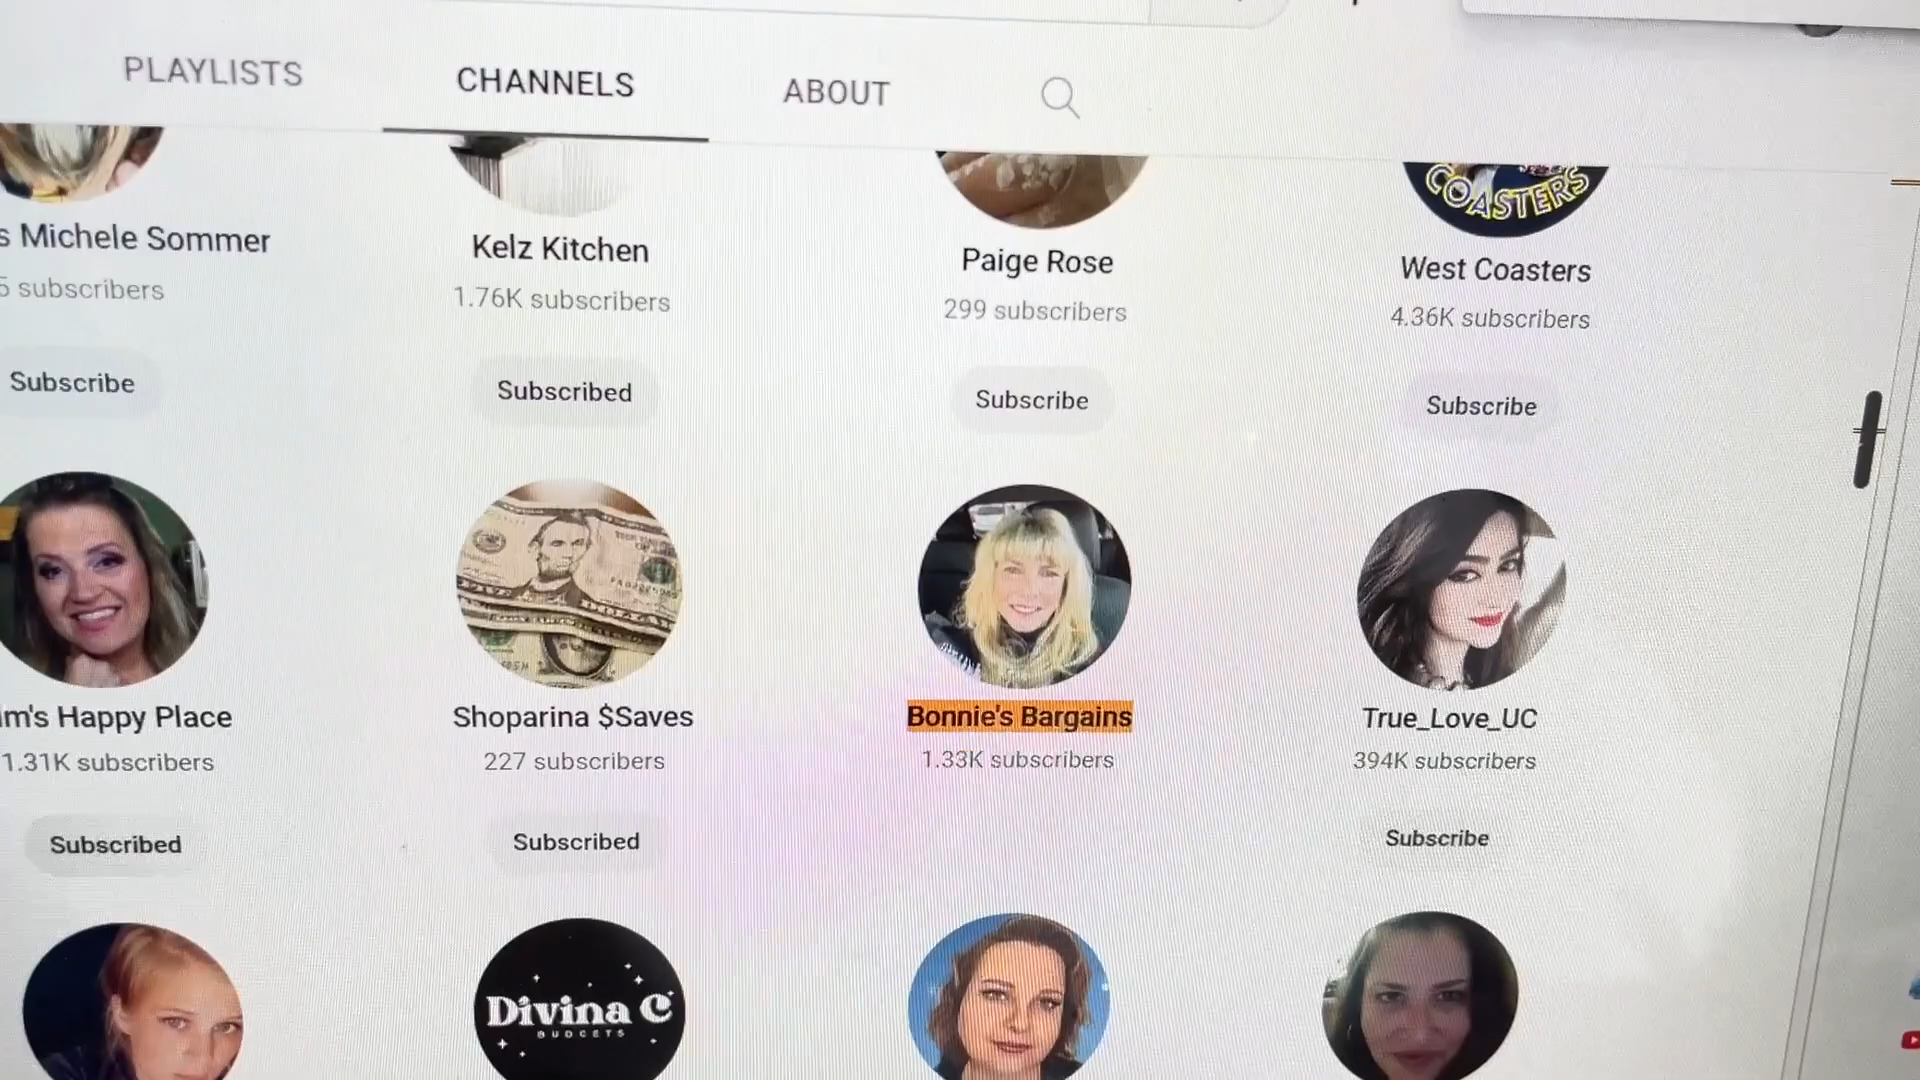 PLAYLISTS
CHANNELS
ABOUT
COASTERS
s Michele Sommer
Kelz Kitchen
Paige Rose
West Coasters
5 subscribers
1.76K subscribers
299 subscribers
4.36K subscribers
Subscribe
Subscribed
Subscribe
Subscribe
m's Happy Place
Shoparina $Saves
Bonnie's Bargains
True_Love_UC
1.31K subscribers
227 subscribers
1.33K subscribers
394K subscribers
Subscribed
Subscribed
Subscribe
Divina C
BUDGETS